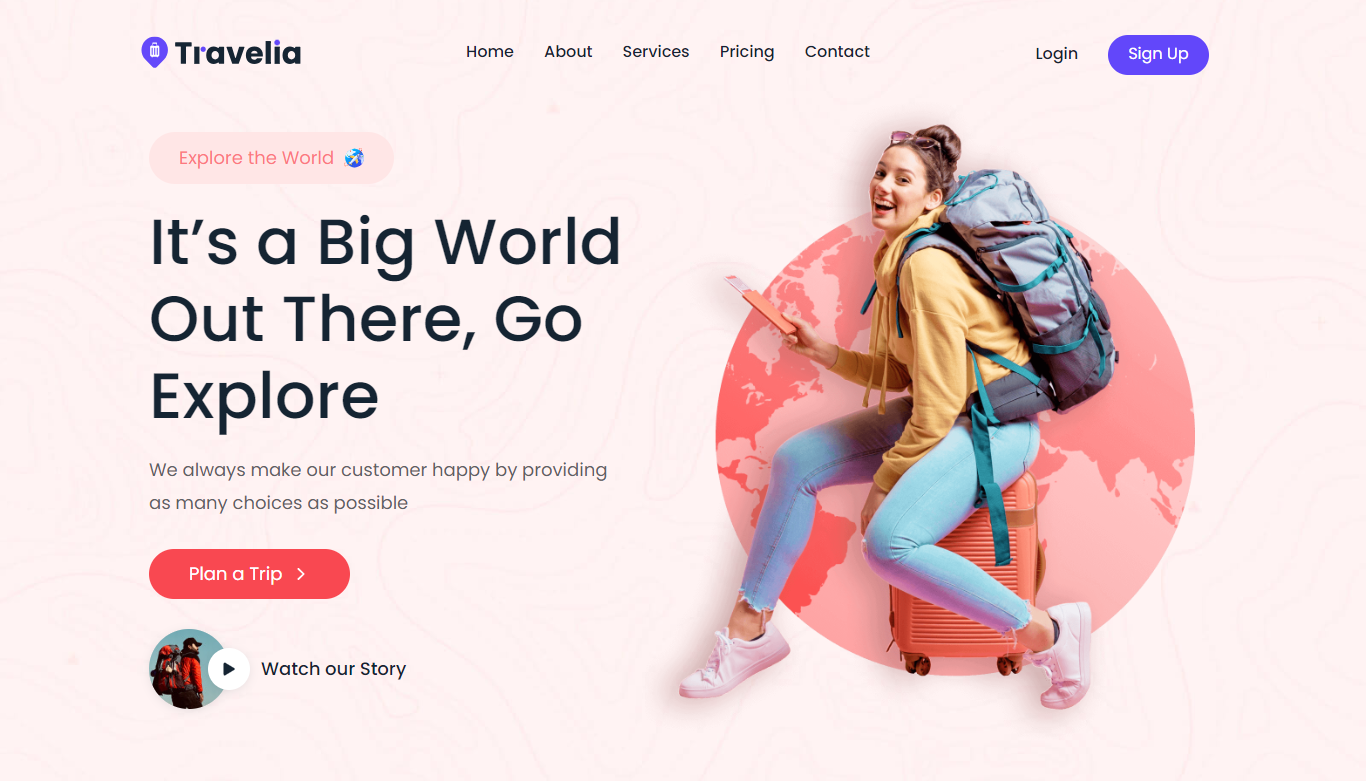 Travelia
Home About Services Pricing Contact
Login Sign Up
Explore the World
It’s a Big World
Out There, Go
Explore
We always make our customer happy by providing
as many choices as possible
Plan a Trip
Watch our Story